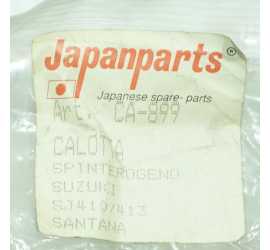 Japanparts®
Japanese spare-parts
Art. CA-899
CALOTTA
SPINTEROGENO
SUZUKI
SJ410/413
SANTANA